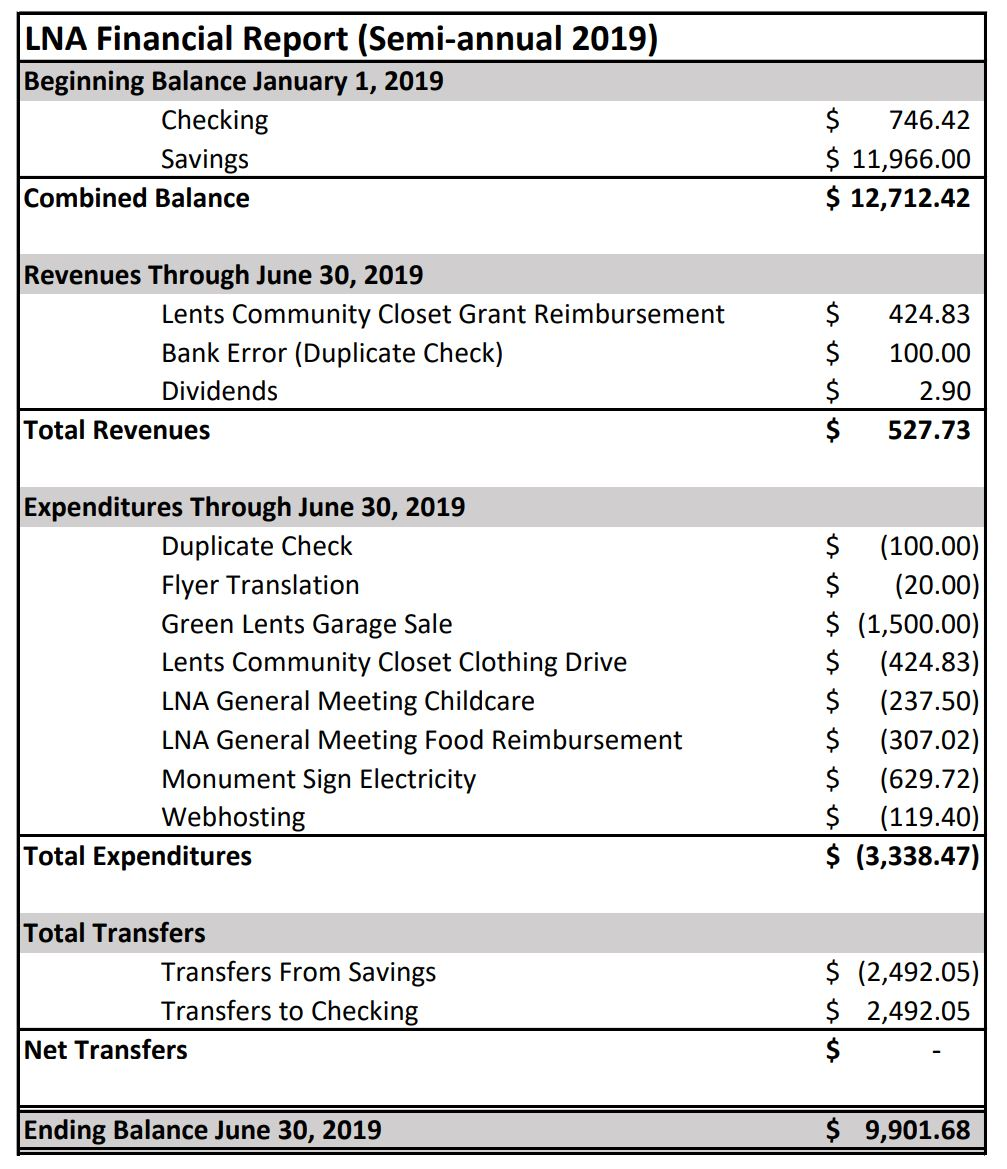 LNA Financial Report (Semi-annual 2019)
Beginning Balance January 1, 2019
Checking $ 746.42
Savings $ 11,966.00
Combined Balance $ 12,712.42
Revenues Through June 30, 2019
Lents Community Closet Grant Reimbursement $ 424.83
Bank Error (Duplicate Check) $ 100.00
Dividends $ 2.90
Total Revenues $ 527.73
Expenditures Through June 30, 2019
Duplicate Check $ (100.00)
Flyer Translation $ (20.00)
Green Lents Garage Sale $ (1,500.00)
Lents Community Closet Clothing Drive $ (424.83)
LNA General Meeting Childcare $ (237.50)
LNA General Meeting Food Reimbursement $ (307.02)
Monument Sign Electricity $ (629.72)
Webhosting $ (119.40)
Total Expenditures $ (3,338.47)
Total Transfers
Transfers From Savings $ (2,492.05)
Transfers to Checking $ 2,492.05
Net Transfers $ -
Ending Balance June 30, 2019 $ 9,901.68